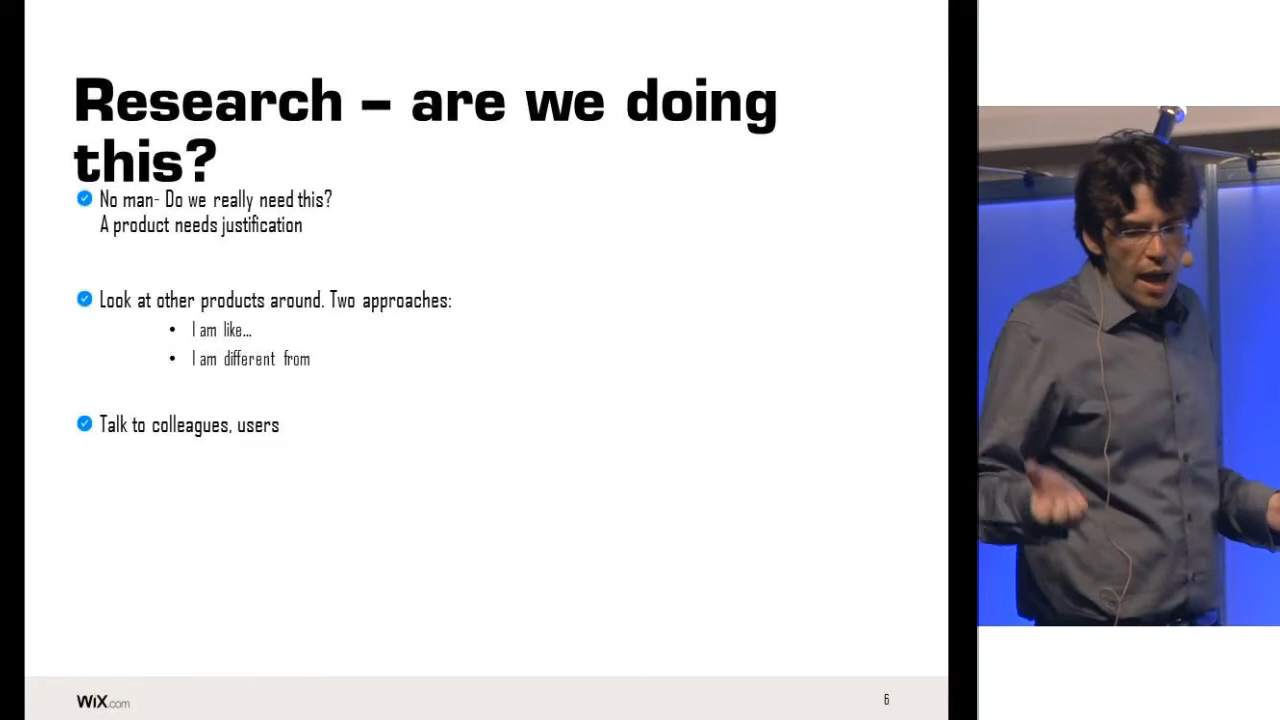 Research – are we doing
this?
No man- Do we really need this?
A product needs justification
Look at other products around. Two approaches:
• I am like...
• I am different from
Talk to colleagues, users
WiX.com
6